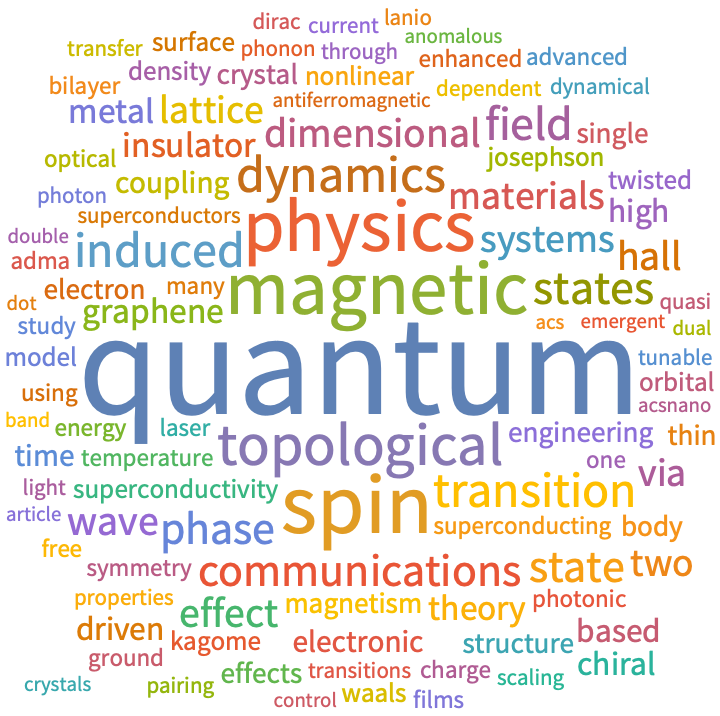 dirac current lanio
transfer surface phonon through anomalous
bilayer density crystal nonlinear enhanced advanced
metal lattice antiferromagnetic dependent dynamical
insulator dimensional field single
optical coupling dynamics josephson
photon superconductors physics materials twisted
double induced systems high
adma electron many magnetic states hall
dot graphene quasi
study acs emergent dual
model quantum tunable
using orbital
band energy laser topological engineering acsnano thin
time temperature one via
light superconductivity spin transition
article wave phase superconducting body
free symmetry communications state two
properties effect magnetism theory photonic
driven kagome electronic structure based
ground effects transitions charge scaling chiral
crystals pairing control waals films